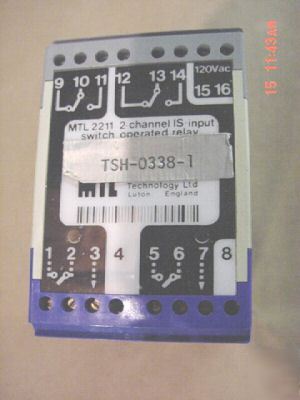 15 11:43AM
9 10 11 12 13 14 120Vac
15 16
MTL 2211 2-channel IS-input
switch operated relay
TSH-0338-1
MTL Technology Ltd
Luton England
1 2 3 4 5 6 7 8